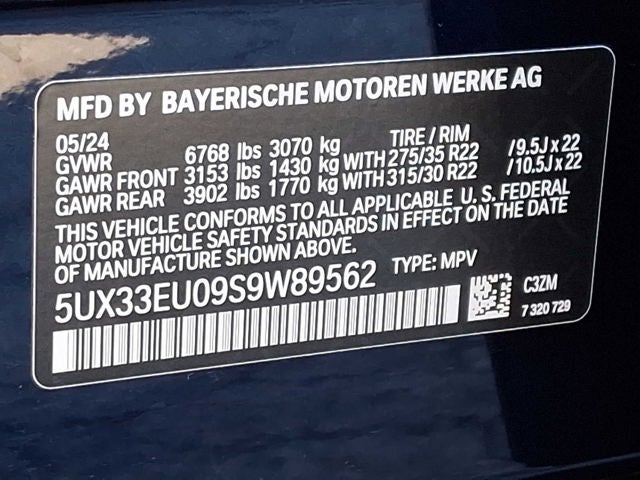 MFD BY BAYERISCHE MOTOREN WERKE AG
05/24 TIRE / RIM
GVWR 6768 lbs 3070 kg
GAWR FRONT 3153 lbs 1430 kg WITH 275/35 R22 /9.5J x 22
GAWR REAR 3902 lbs 1770 kg WITH 315/30 R22 /10.5J x 22
THIS VEHICLE CONFORMS TO ALL APPLICABLE U. S. FEDERAL
MOTOR VEHICLE SAFETY STANDARDS IN EFFECT ON THE DATE
OF MANUFACTURE SHOWN ABOVE.
5UX33EU09S9W89562 TYPE: MPV
C3ZM
7 320 729